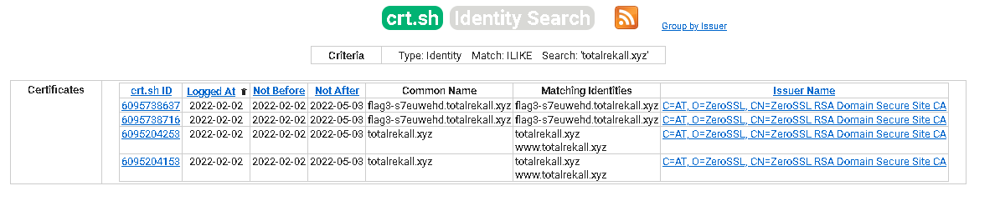 crt.sh Identity Search
Group by Issuer
Criteria Type: Identity Match: ILIKE Search: 'totalrekall.xyz'
Certificates crt.sh ID Logged At Not Before Not After Common Name Matching Identities Issuer Name
6095738637 2022-02-02 2022-02-02 2022-05-03 flag3-s7euwehd.totalrekall.xyz flag3-s7euwehd.totalrekall.xyz C=AT, O=ZeroSSL, CN=ZeroSSL RSA Domain Secure Site CA
6095738716 2022-02-02 2022-02-02 2022-05-03 flag3-s7euwehd.totalrekall.xyz flag3-s7euwehd.totalrekall.xyz C=AT, O=ZeroSSL, CN=ZeroSSL RSA Domain Secure Site CA
6095204253 2022-02-02 2022-02-02 2022-05-03 totalrekall.xyz totalrekall.xyz C=AT, O=ZeroSSL, CN=ZeroSSL RSA Domain Secure Site CA
www.totalrekall.xyz
6095204153 2022-02-02 2022-02-02 2022-05-03 totalrekall.xyz totalrekall.xyz C=AT, O=ZeroSSL, CN=ZeroSSL RSA Domain Secure Site CA
www.totalrekall.xyz